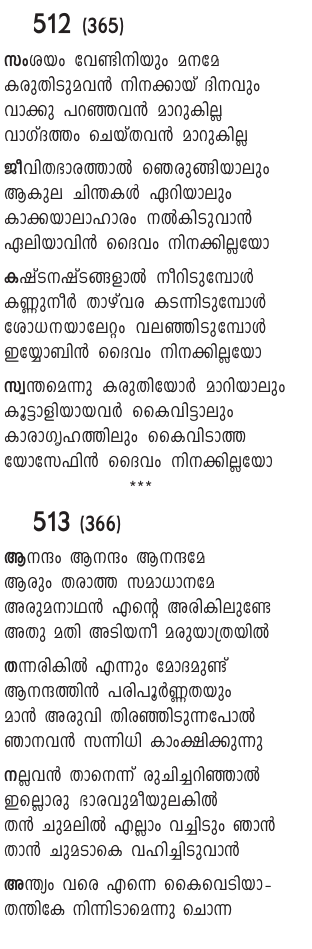 512 (365)
സംശയം വേണ്ടിനിയും മനമേ
കരുതിടുമവൻ നിനക്കായ് ദിനവും
വാക്കു പറഞ്ഞവൻ മാറുകില്ല
വാഗ്ദത്തം ചെയ്തവൻ മാറുകില്ല
ജീവിതഭാരത്താൽ ഞെരുങ്ങിയാലും
ആകുല ചിന്തകൾ ഏറിയാലും
കാക്കയാലാഹാരം നൽകിടുവാൻ
ഏലിയാവിൻ ദൈവം നിനക്കില്ലയോ
കഷ്ടനഷ്ടങ്ങളാൽ നീറിടുമ്പോൾ
കണ്ണുനീർ താഴ്‌വര കടന്നിടുമ്പോൾ
ശോധനയാലേറ്റം വലഞ്ഞിടുമ്പോൾ
ഇയ്യോബിൻ ദൈവം നിനക്കില്ലയോ
സ്വന്തമെന്നു കരുതിയോർ മാറിയാലും
കൂട്ടാളിയായവർ കൈവിട്ടാലും
കാരാഗൃഹത്തിലും കൈവിടാത്ത
യോസേഫിൻ ദൈവം നിനക്കില്ലയോ
***
513 (366)
ആനന്ദം ആനന്ദം ആനന്ദമേ
ആരും തരാത്ത സമാധാനമേ
അരുമനാഥൻ എന്റെ അരികിലുണ്ടേ
അതു മതി അടിയനീ മരുയാത്രയിൽ
തന്നരികിൽ എന്നും മോദമുണ്ട്
ആനന്ദത്തിൻ പരിപൂർണ്ണതയും
മാൻ അരുവി തിരഞ്ഞിടുന്നപോൽ
ഞാനവൻ സന്നിധി കാംക്ഷിക്കുന്നു
നല്ലവൻ താനെന്ന് രുചിച്ചറിഞ്ഞാൽ
ഇല്ലൊരു ഭാരവുമീയുലകിൽ
തൻ ചുമലിൽ എല്ലാം വച്ചിടും ഞാൻ
താൻ ചുമടാകെ വഹിച്ചിടുവാൻ
അന്ത്യം വരെ എന്നെ കൈവെടിയാ-
തന്തികേ നിന്നിടാമെന്നു ചൊന്ന